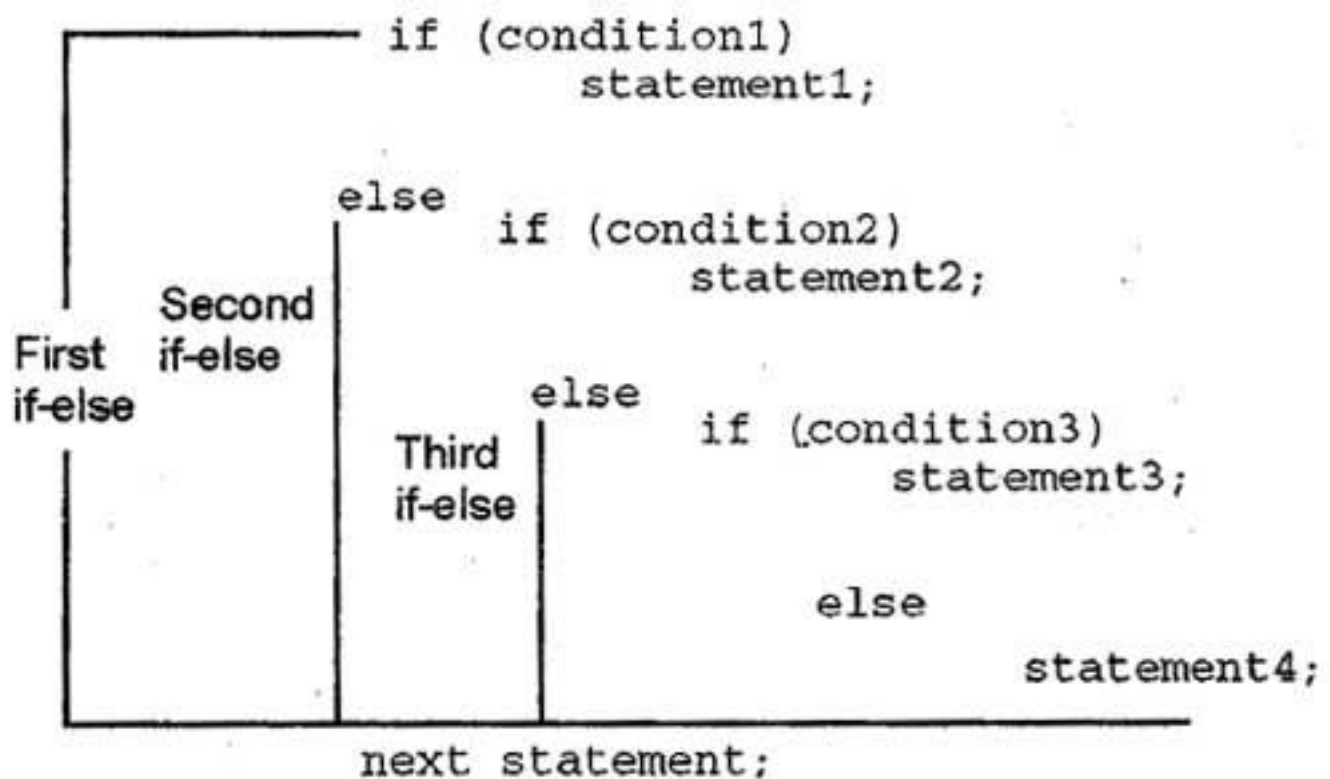 if (condition1)
statement1;
else
if (condition2)
statement2;
Second
if-else
First
if-else
else
if (condition3)
statement3;
Third
if-else
else
statement4;
next statement;